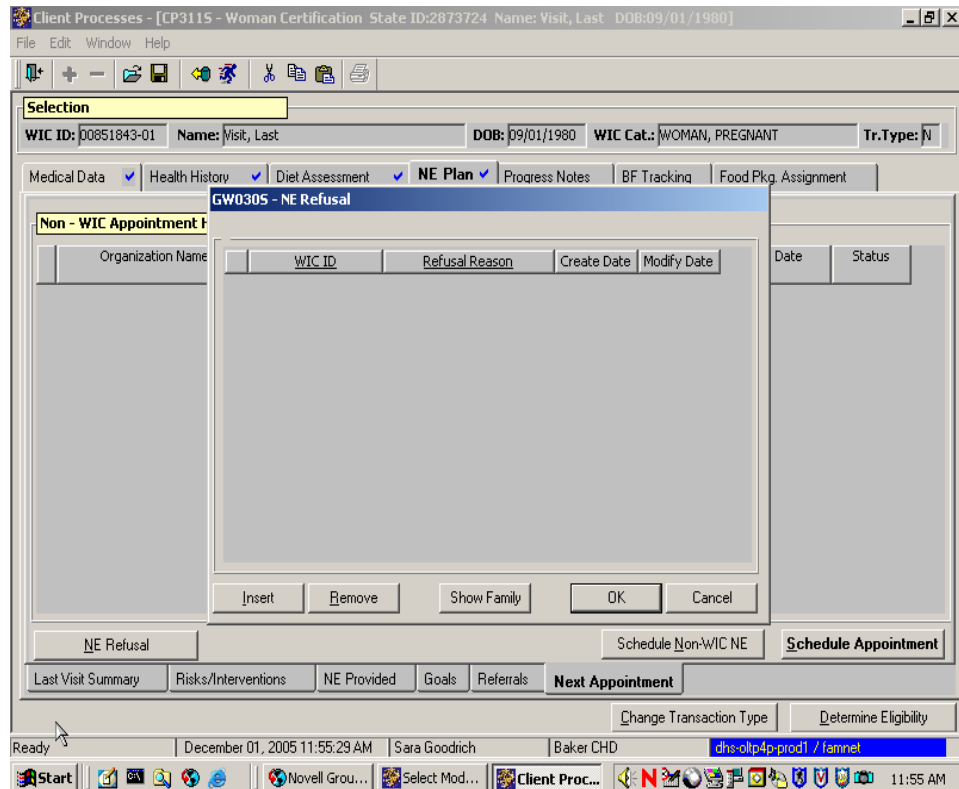 Client Processes - [CP311S - Woman Certification State ID:2873724 Name: Visit, Last DOB:09/01/1980]
File Edit Window Help
Selection
WIC ID: 00851843-01 Name: Visit, Last DOB: 09/01/1980 WIC Cat.: WOMAN, PREGNANT Tr.Type: N
Medical Data Health History Diet Assessment NE Plan Progress Notes BF Tracking Food Pkg. Assignment
GW030S - NE Refusal
Non - WIC Appointment H
Organization Name Date Status
WIC ID Refusal Reason Create Date Modify Date
Insert Remove Show Family OK Cancel
NE Refusal Schedule Non-WIC NE Schedule Appointment
Last Visit Summary Risks/Interventions NE Provided Goals Referrals Next Appointment
Change Transaction Type Determine Eligibility
Ready December 01, 2005 11:55:29 AM Sara Goodrich Baker CHD dhs-oltp4p-prod1 / famnet
Start Novell Grou... Select Mod... Client Proc... N 11:55 AM